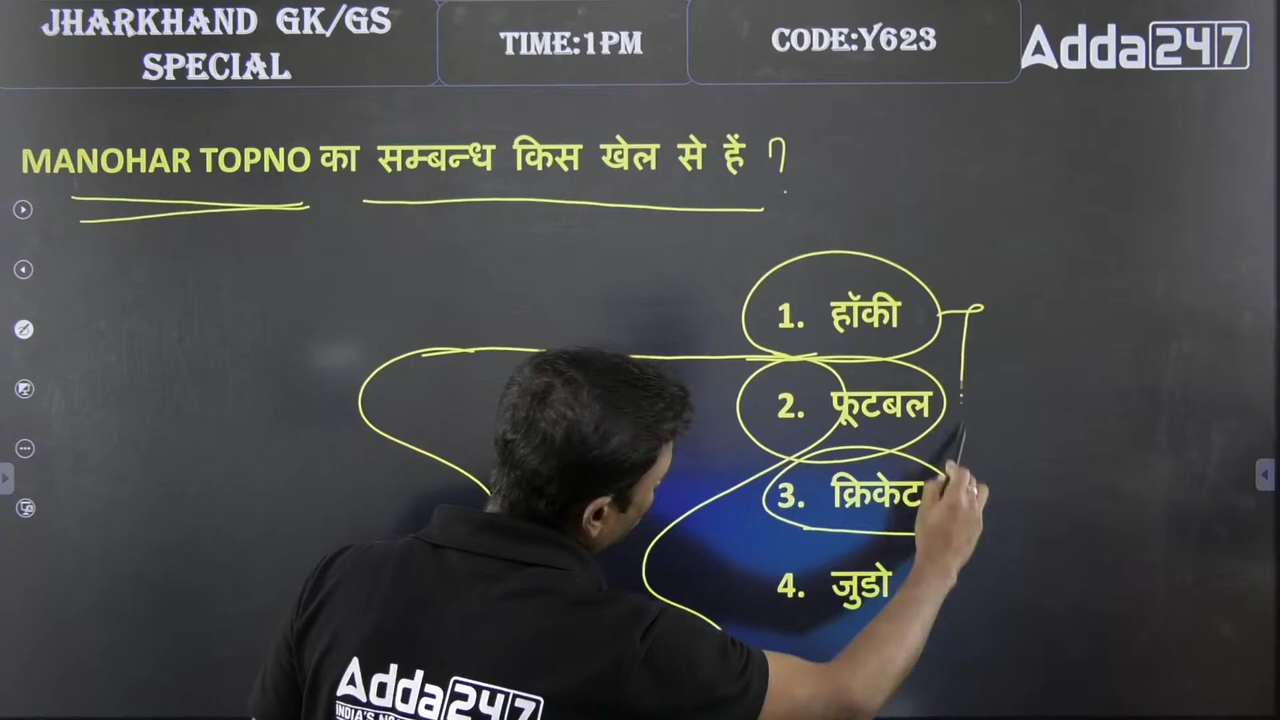 JHARKHAND GK/GS
SPECIAL
TIME:1PM
CODE:Y623
Adda247
MANOHAR TOPNO का सम्बन्ध किस खेल से हें ?
1. हॉकी
2. फूटबल
3. क्रिकेट
4. जुडो
Adda247